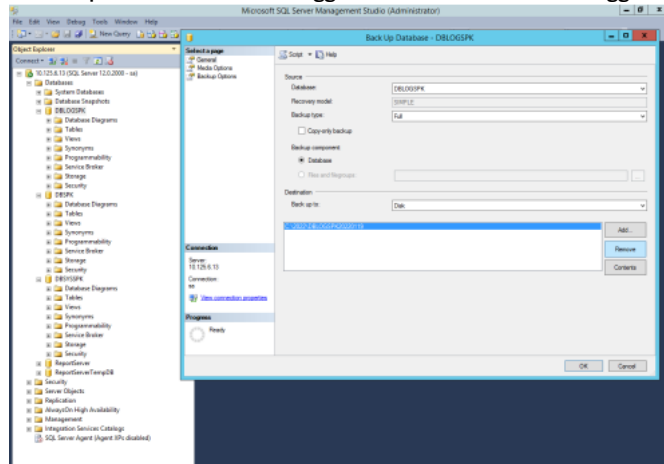 Microsoft SQL Server Management Studio (Administrator)
File Edit View Debug Tools Window Help
New Query
Object Explorer
Connect
10.125.6.13 (SQL Server 12.0.2000 - sa)
Databases
System Databases
Database Snapshots
DBLOGSPK
Database Diagrams
Tables
Views
Synonyms
Programmability
Service Broker
Storage
Security
DBSPK
Database Diagrams
Tables
Views
Synonyms
Programmability
Service Broker
Storage
Security
DBSYSSPK
Database Diagrams
Tables
Views
Synonyms
Programmability
Service Broker
Storage
Security
ReportServer
ReportServerTempDB
Security
Server Objects
Replication
AlwaysOn High Availability
Management
Integration Services Catalogs
SQL Server Agent (Agent XPs disabled)
Back Up Database - DBLOGSPK
Select a page
General
Media Options
Backup Options
Script Help
Source
Database: DBLOGSPK
Recovery model: SIMPLE
Backup type: Full
Copy-only backup
Backup component:
Database
Files and filegroups:
Destination
Back up to: Disk
Add...
Remove
Contents
Connection
Server:
10.125.6.13
Connection:
sa
View connection properties
Progress
Ready
OK Cancel